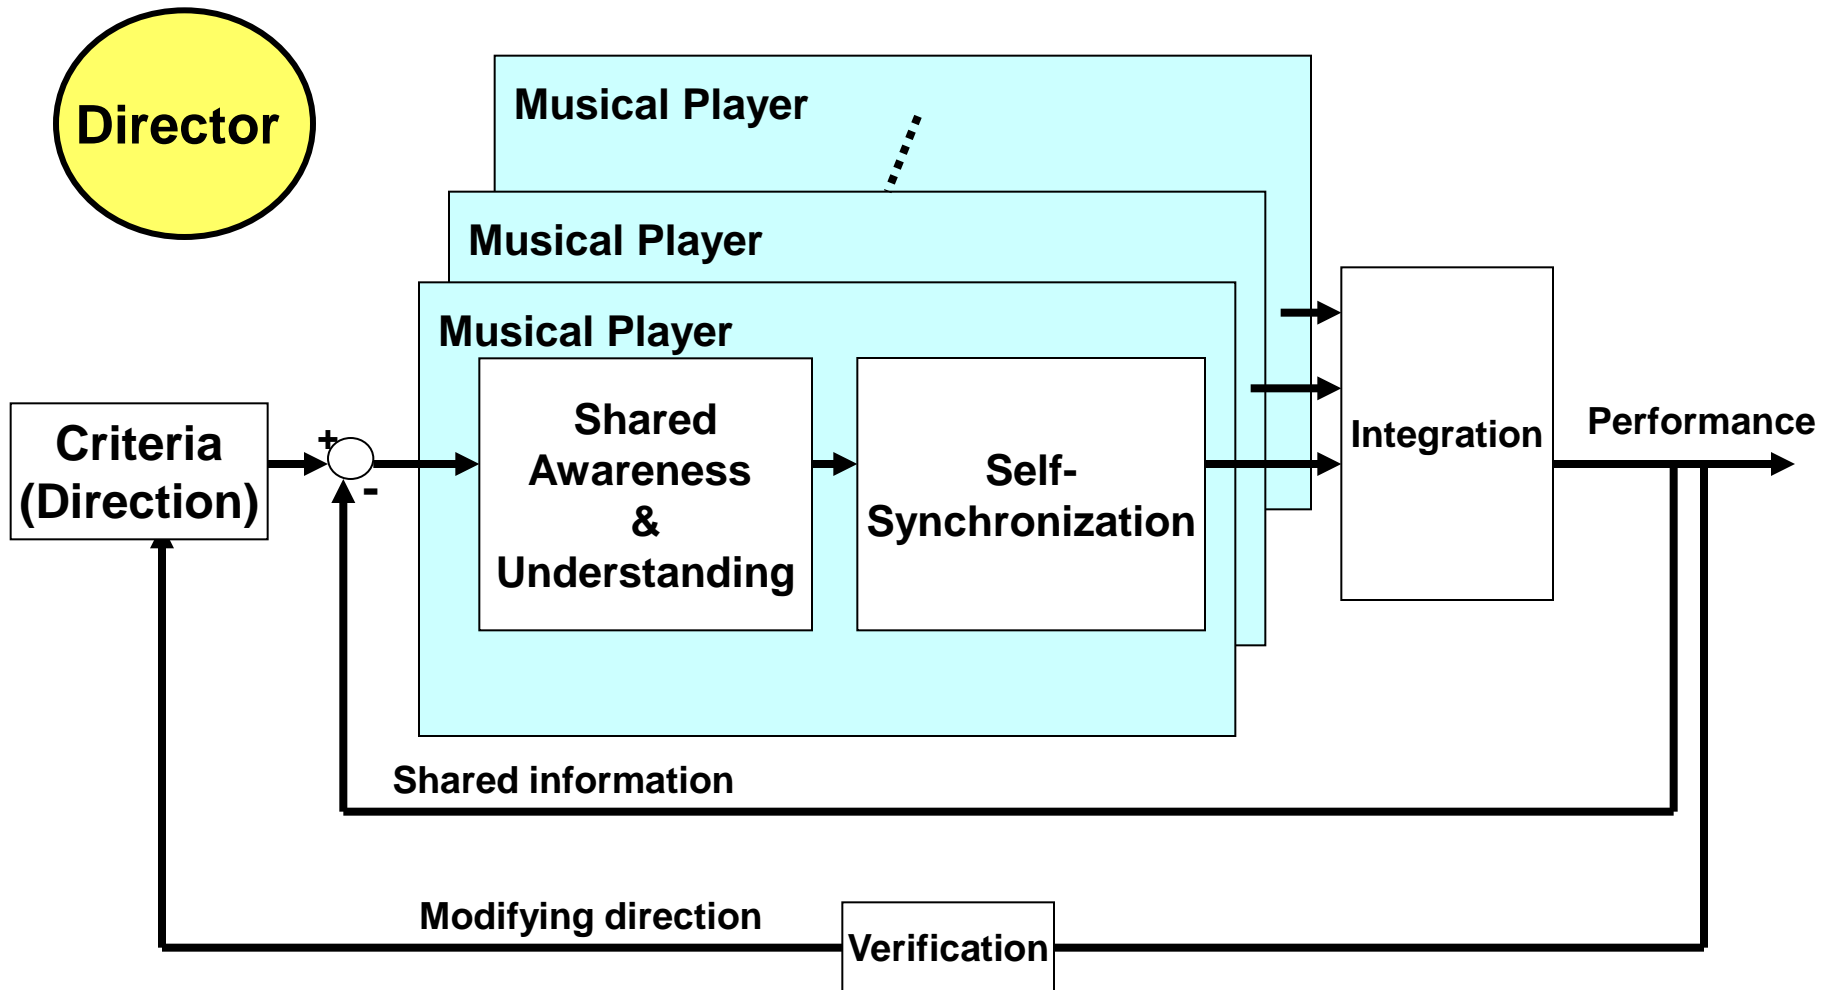 Director
Musical Player
Musical Player
Musical Player
Criteria
(Direction)
+
-
Shared
Awareness
&
Understanding
Self-
Synchronization
Integration
Performance
Shared information
Modifying direction
Verification